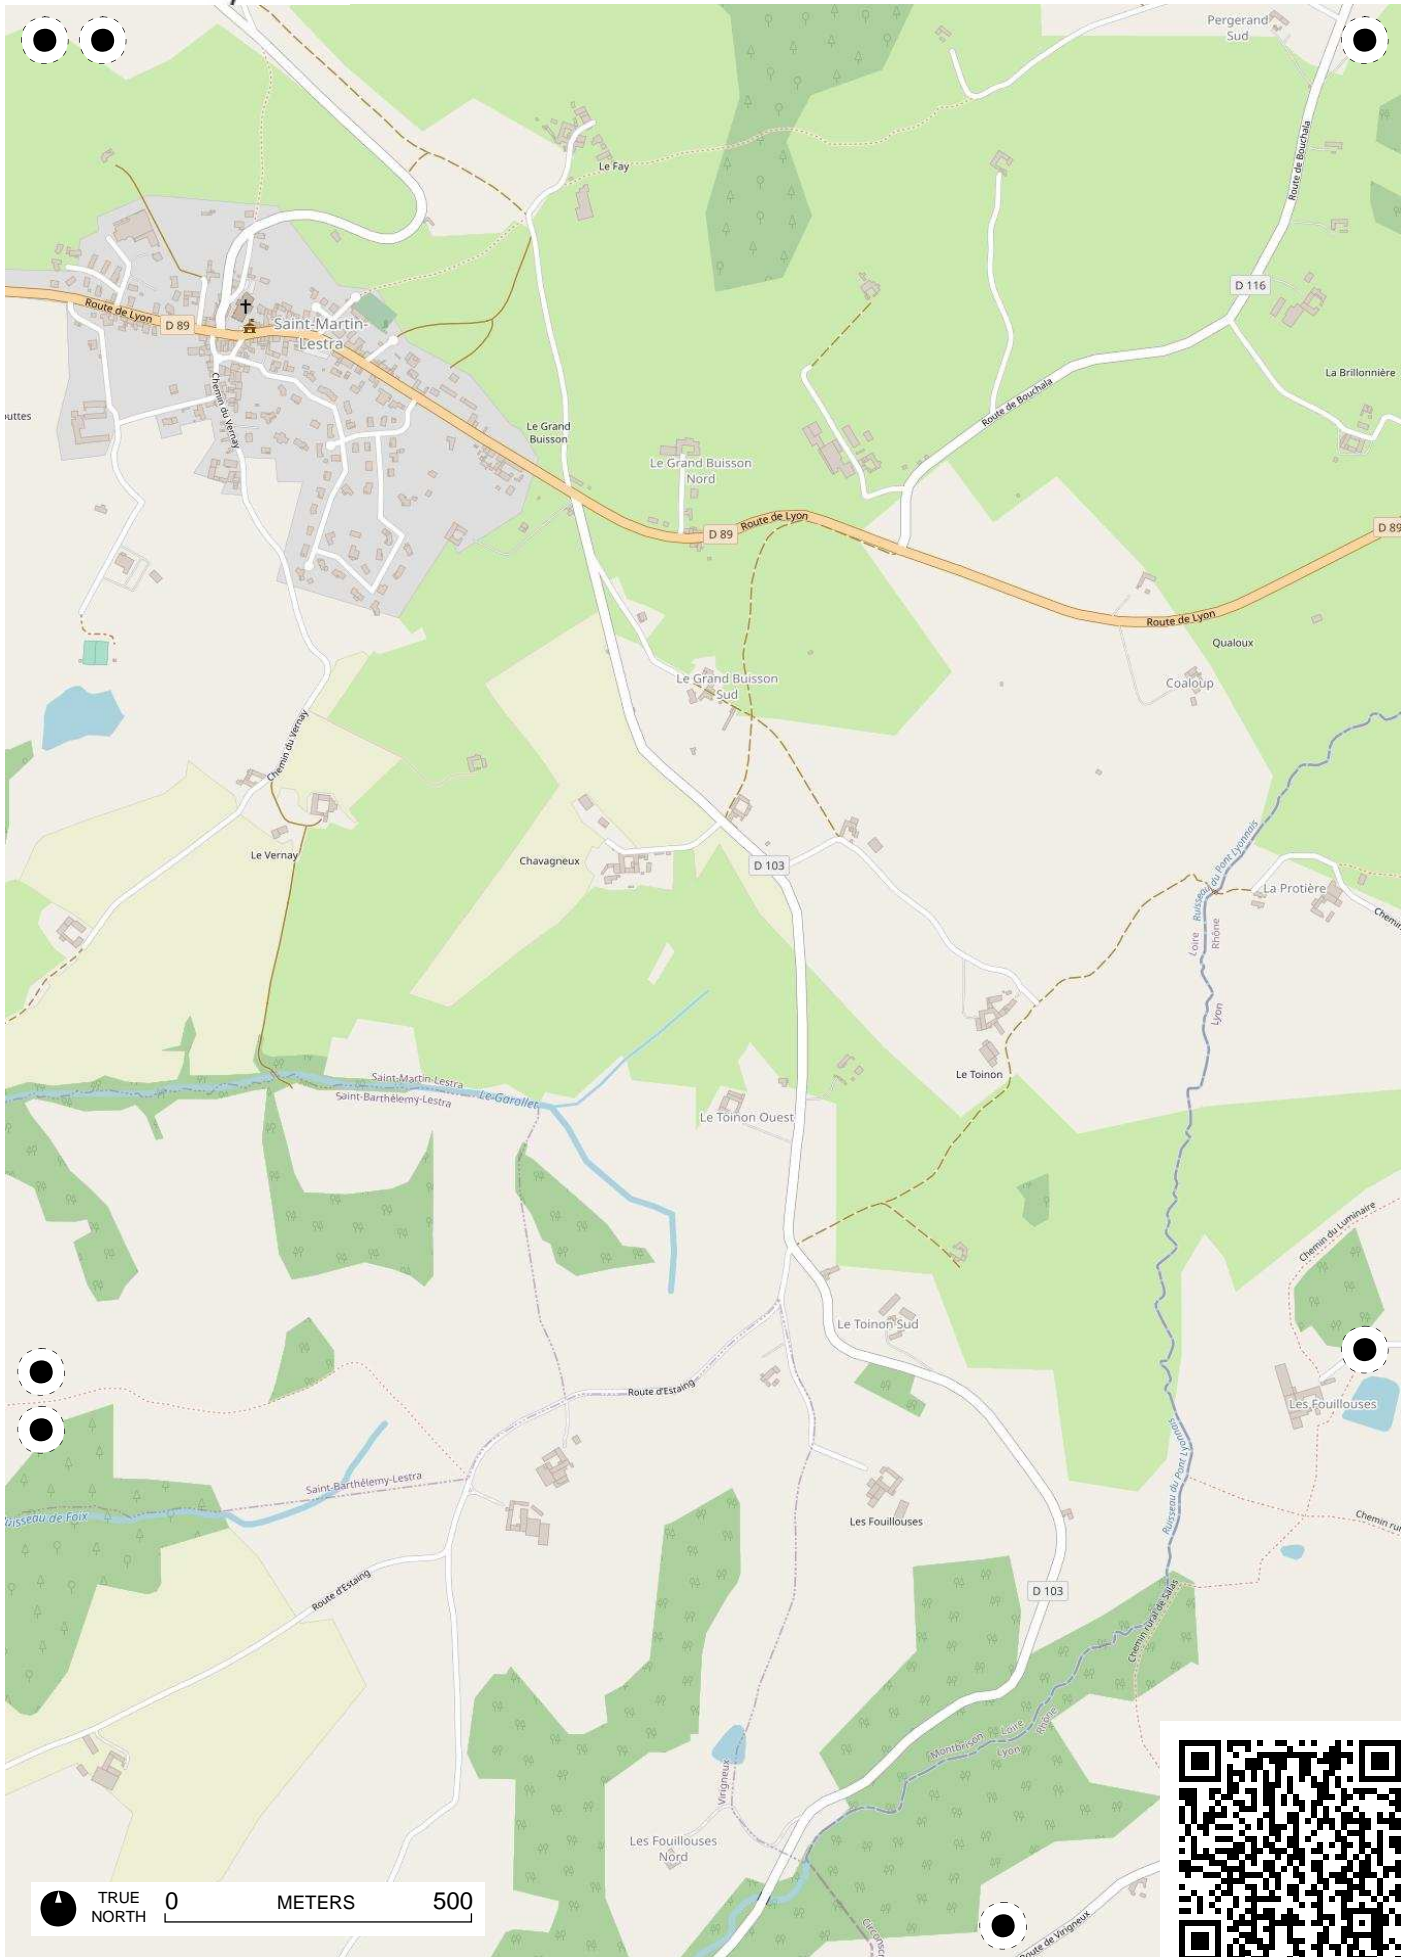 Pergerand
Sud
Route de Bouchala
Le Fay
D 116
Route de Lyon
D 89
Saint-Martin-
Lestra
La Brillonnière
Chemin du Vernay
Route de Bouchala
Le Grand
Buisson
Le Grand Buisson
Nord
D 89
Route de Lyon
D 89
Route de Lyon
Qualoux
Le Grand Buisson
Sud
Coaloup
Chemin du Vernay
Le Vernay
Chavagneux
D 103
Ruisseau du Pont Lyonnais
La Protière
Chemin
Loire
Rhône
Lyon
Le Toinon
Saint-Martin-Lestra
Saint-Barthélemy-Lestra
Le Garollet
Le Toinon Ouest
Chemin du Luminaire
Le Toinon Sud
Route d'Estaing
Les Fouillouses
Ruisseau du Pont Lyonnais
Saint-Barthélemy-Lestra
Les Fouillouses
Route d'Estaing
D 103
Chemin rural de Salas
Montbrison
Loire
Lyon
Rhône
Virigneux
Les Fouillouses
Nord
Route de Virigneux
TRUE
NORTH
0 METERS 500